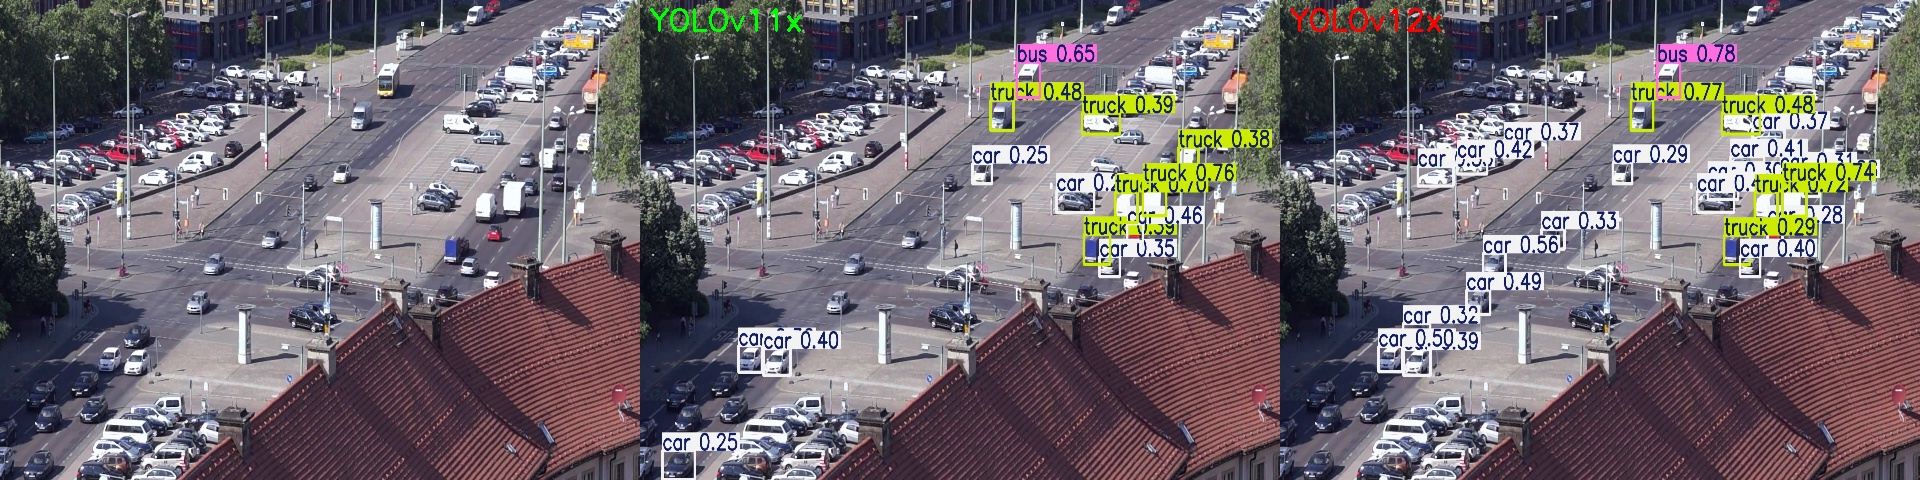 YOLOv11x
bus 0.65
truck 0.48
truck 0.39
truck 0.38
car 0.25
truck 0.76
car
0.46
car 0.35
car
car 0.40
car 0.25
YOLOv12x
bus 0.78
truck 0.77
truck 0.48
car 0.37
0.37
car 0.42
car
car 0.29
car 0.41
truck 0.74
car
0.28
car 0.33
truck 0.29
car 0.56
car 0.40
car 0.49
car 0.32
car 0.50
0.39